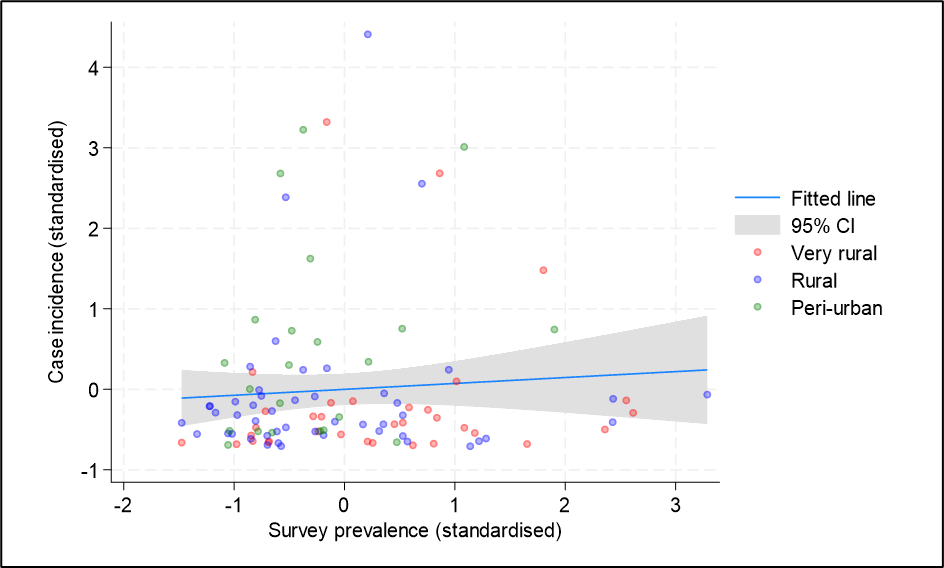 Case incidence (standardised)
4
3
2
1
0
-1
-2
-1
0
1
2
3
Survey prevalence (standardised)
Fitted line
95% CI
Very rural
Rural
Peri-urban